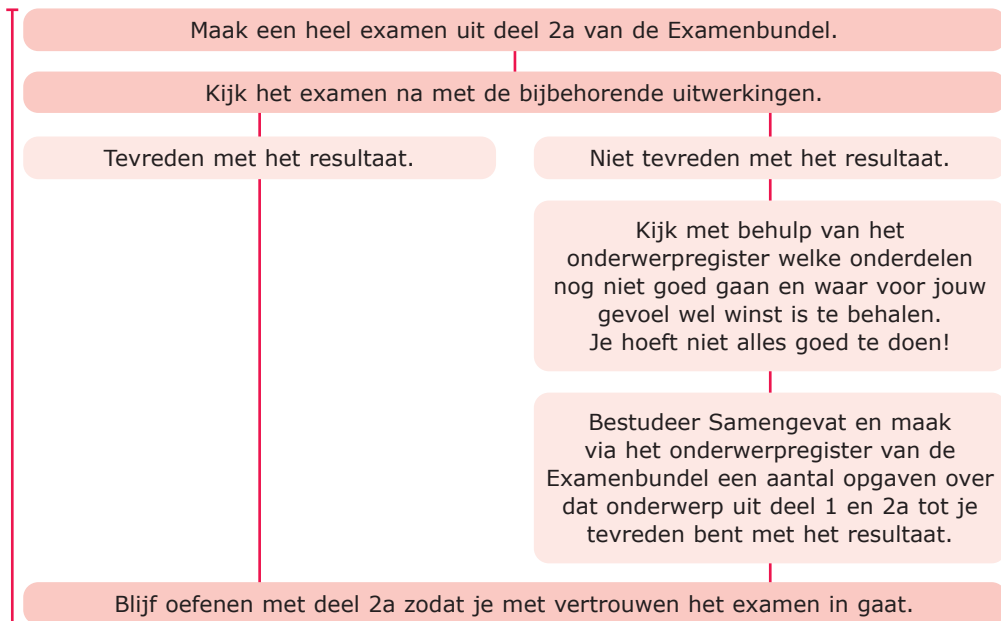 Maak een heel examen uit deel 2a van de Examenbundel.
Kijk het examen na met de bijbehorende uitwerkingen.
Tevreden met het resultaat.
Niet tevreden met het resultaat.
Kijk met behulp van het
onderwerpregister welke onderdelen
nog niet goed gaan en waar voor jouw
gevoel wel winst is te behalen.
Je hoeft niet alles goed te doen!
Bestudeer Samengevat en maak
via het onderwerpregister van de
Examenbundel een aantal opgaven over
dat onderwerp uit deel 1 en 2a tot je
tevreden bent met het resultaat.
Blijf oefenen met deel 2a zodat je met vertrouwen het examen in gaat.